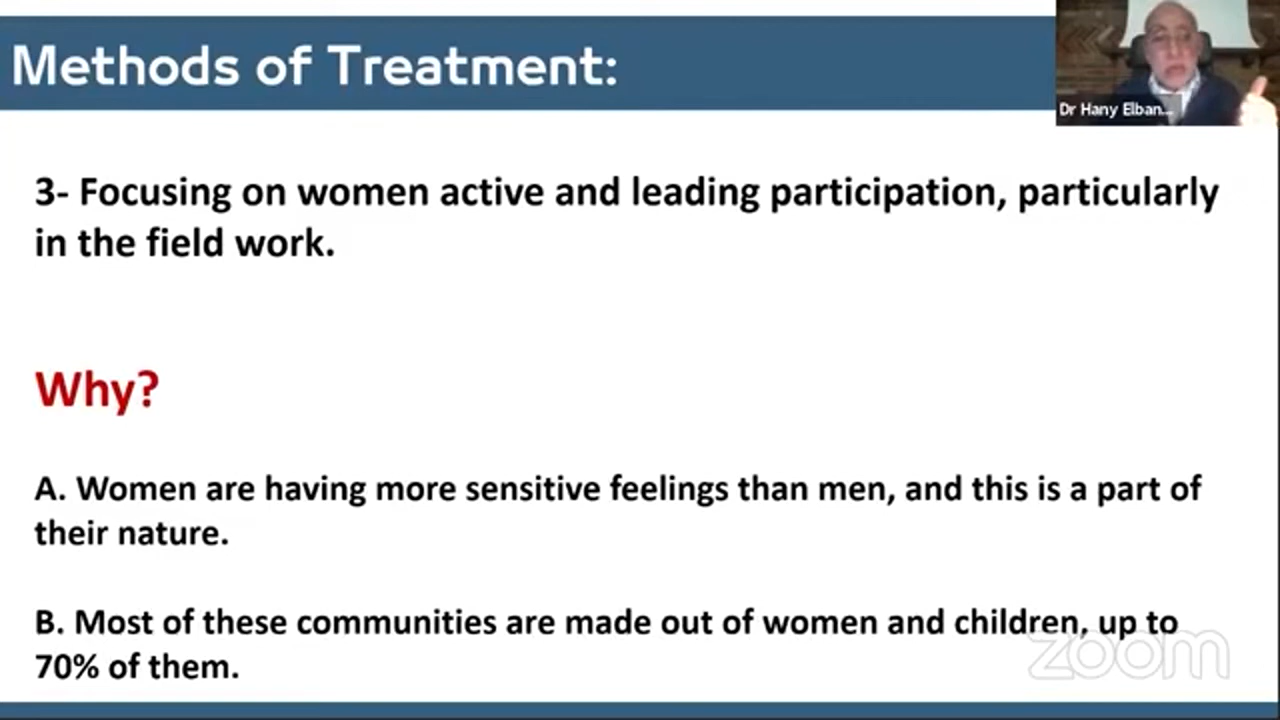 Methods of Treatment:
Dr Hany Elban...
3- Focusing on women active and leading participation, particularly
in the field work.
Why?
A. Women are having more sensitive feelings than men, and this is a part of
their nature.
B. Most of these communities are made out of women and children, up to
70% of them.
zoom